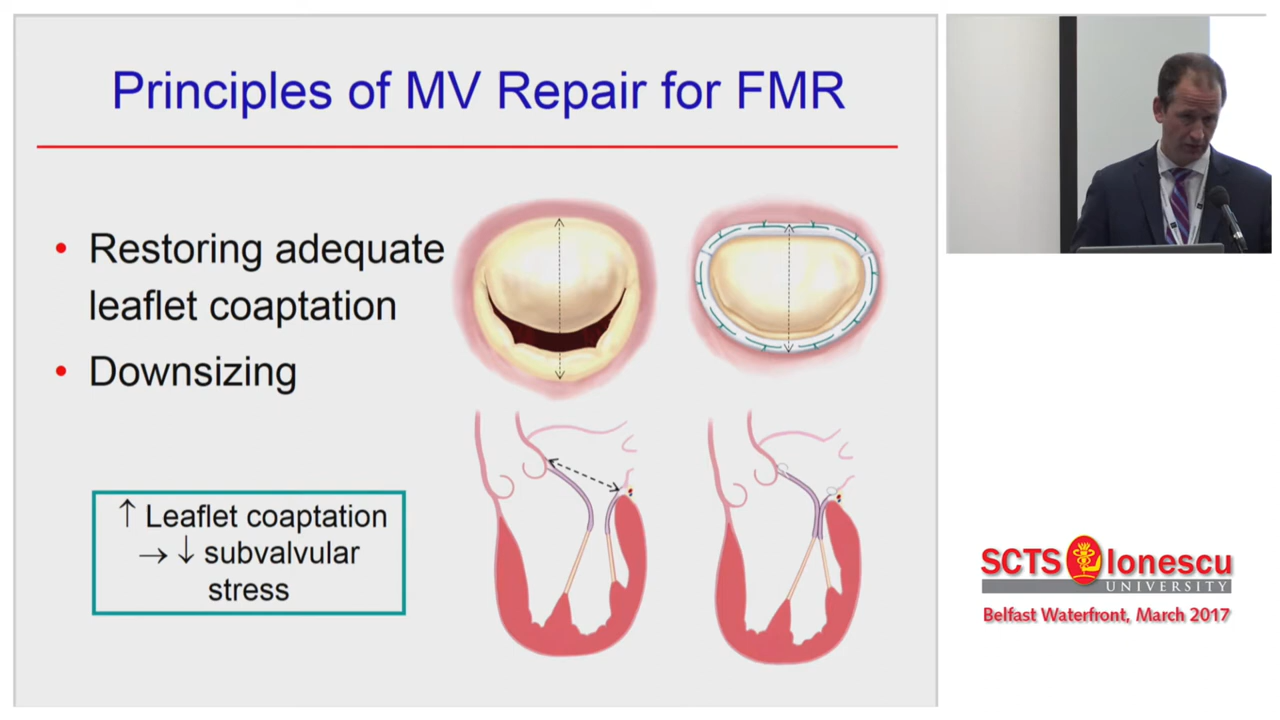 Principles of MV Repair for FMR
• Restoring adequate
leaflet coaptation
• Downsizing
↑ Leaflet coaptation
→ ↓ subvalvular
stress
SCTS Ionescu
UNIVERSITY
Belfast Waterfront, March 2017